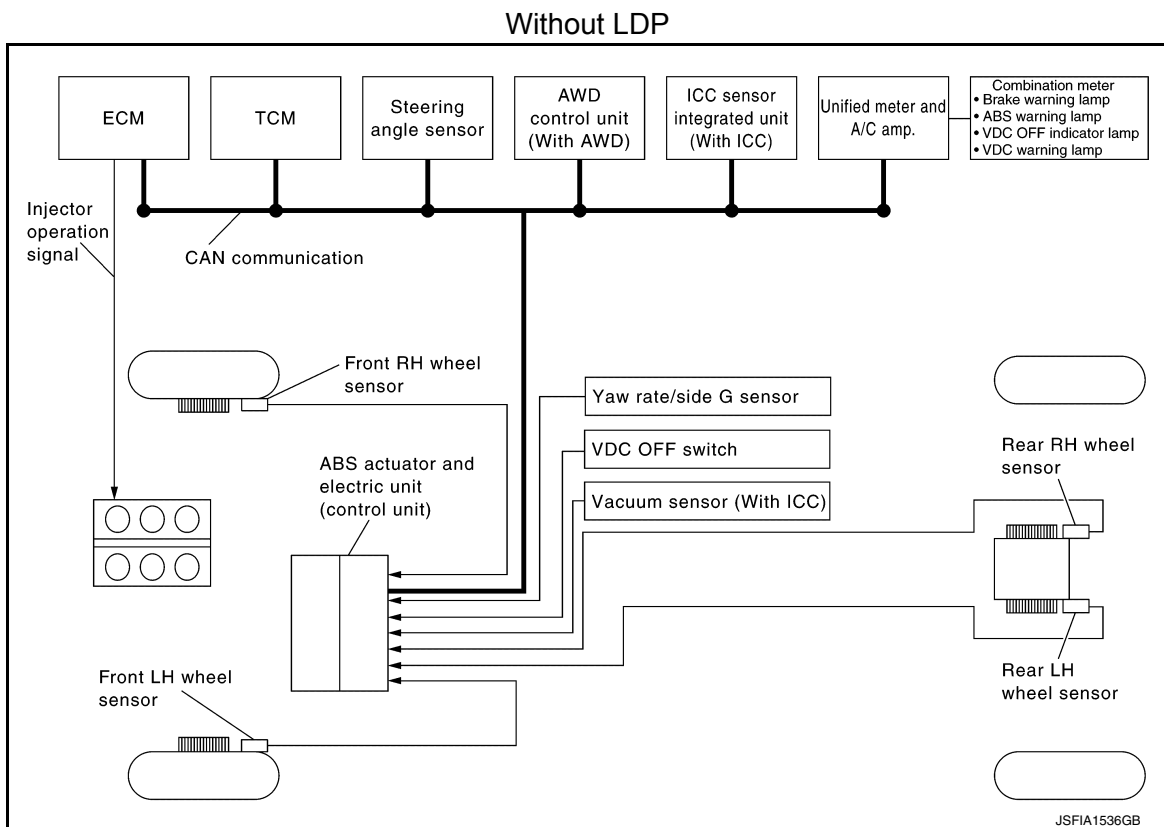 Without LDP
ECM
TCM
Steering
angle sensor
AWD
control unit
(With AWD)
ICC sensor
integrated unit
(With ICC)
Unified meter and
A/C amp.
Combination meter
• Brake warning lamp
• ABS warning lamp
• VDC OFF indicator lamp
• VDC warning lamp
Injector
operation
signal
CAN communication
Front RH wheel
sensor
Yaw rate/side G sensor
VDC OFF switch
Vacuum sensor (With ICC)
Rear RH wheel
sensor
ABS actuator and
electric unit
(control unit)
Front LH wheel
sensor
Rear LH
wheel sensor
JSFIA1536GB